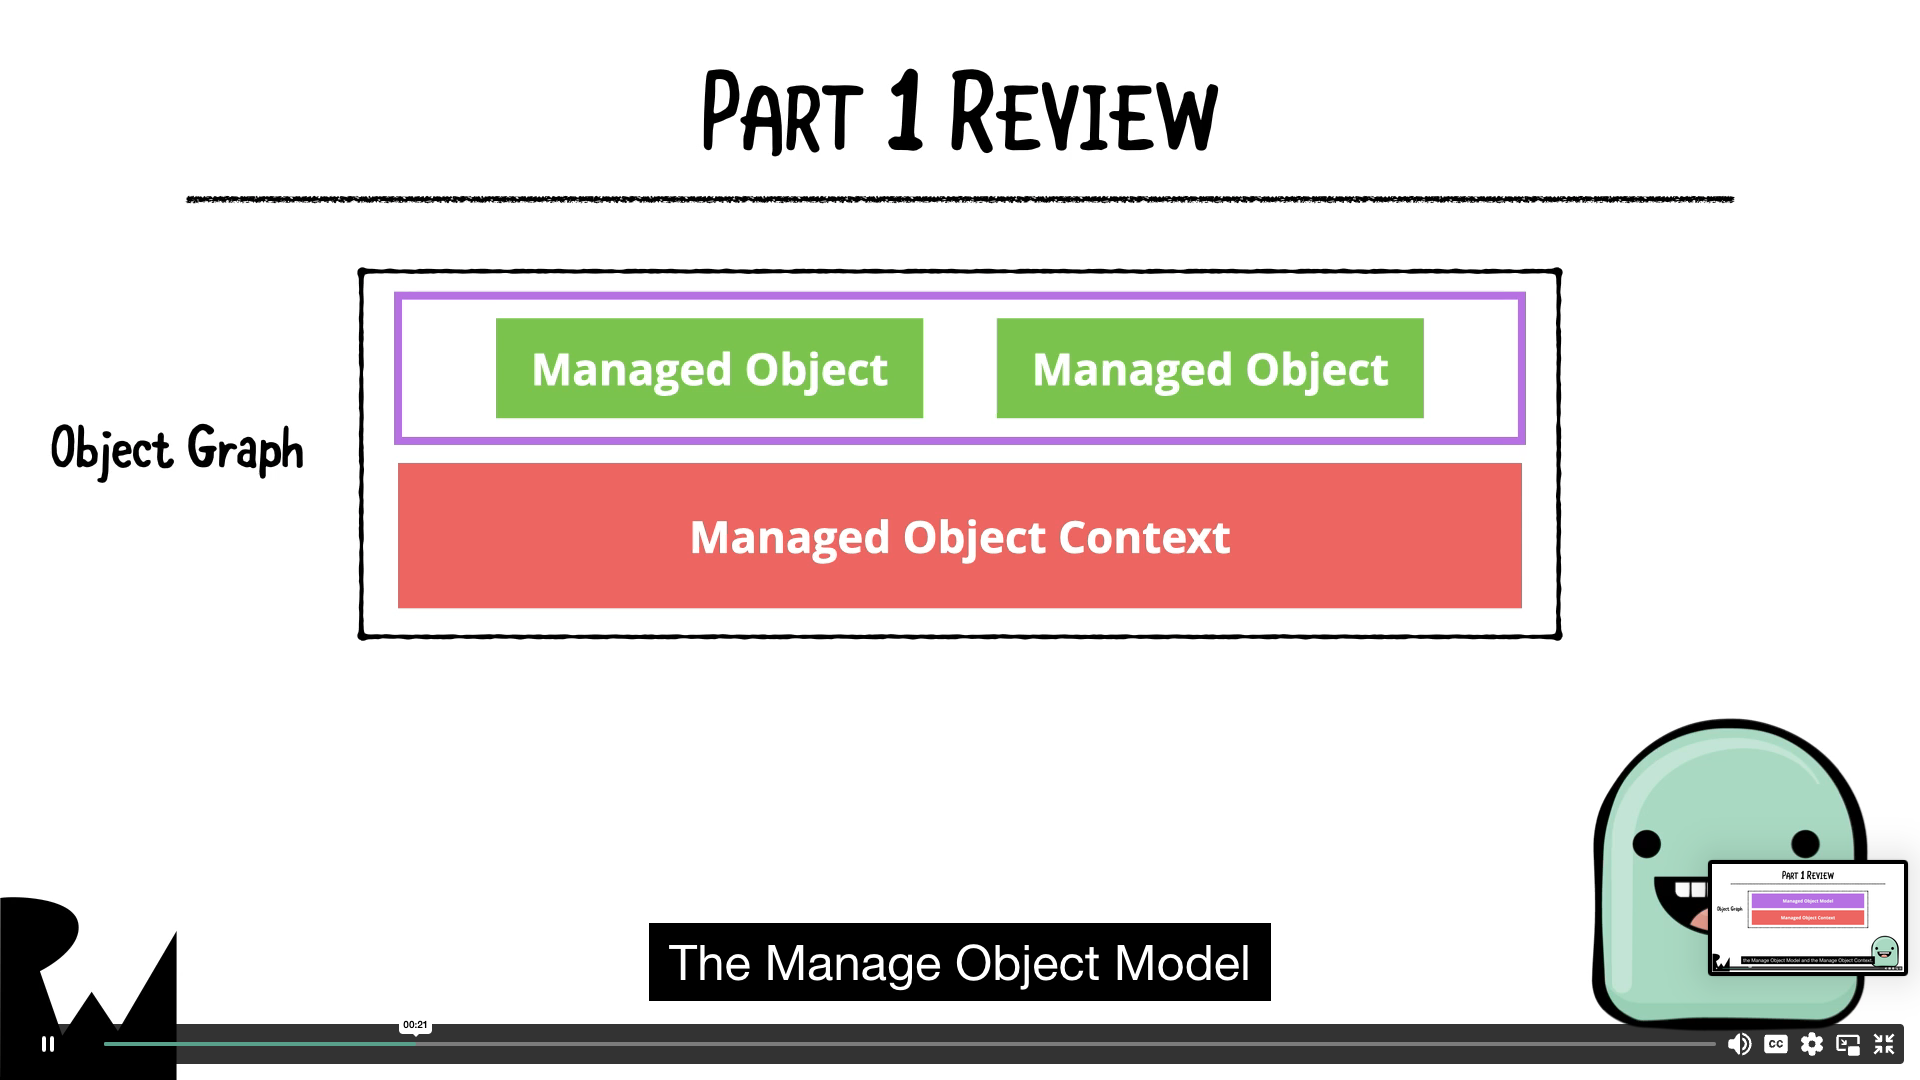 PART 1 REVIEW
Managed Object
Managed Object
Object Graph
Managed Object Context
PART 1 REVIEW
Managed Object Model
Object Graph
Managed Object Context
the Manage Object Model and the Manage Object Context
The Manage Object Model
00:21
CC